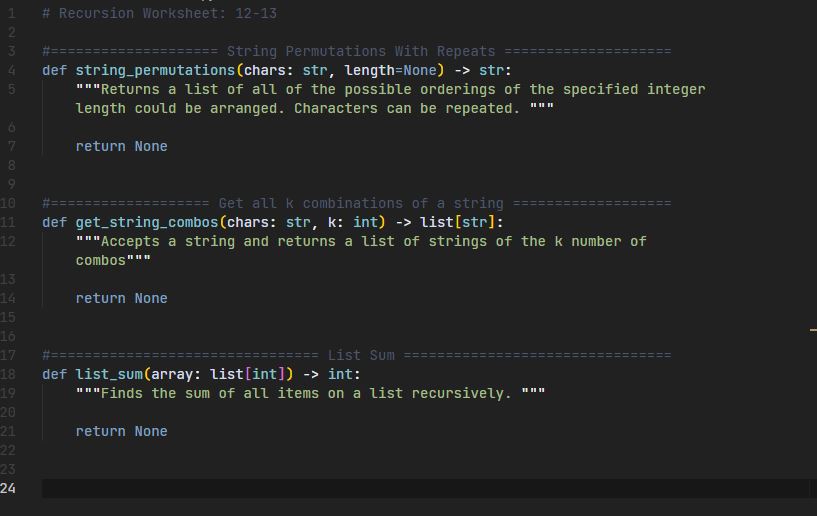 1 # Recursion Worksheet: 12-13
2
3 #==================== String Permutations With Repeats ====================
4 def string_permutations(chars: str, length=None) -> str:
5     """Returns a list of all of the possible orderings of the specified integer
    length could be arranged. Characters can be repeated. """
6
7     return None
8
9
10 #=================== Get all k combinations of a string ===================
11 def get_string_combos(chars: str, k: int) -> list[str]:
12     """Accepts a string and returns a list of strings of the k number of
    combos"""
13
14     return None
15
16
17 #================================ List Sum ================================
18 def list_sum(array: list[int]) -> int:
19     """Finds the sum of all items on a list recursively. """
20
21     return None
22
23
24